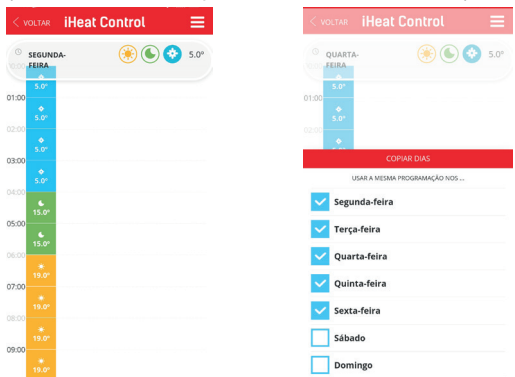 VOLTAR iHeat Control
SEGUNDA-
FEIRA
5.0°
5.0°
01:00
5.0°
02:00
5.0°
03:00
5.0°
04:00
15.0°
05:00
15.0°
06:00
19.0°
07:00
19.0°
08:00
19.0°
09:00
19.0°
VOLTAR iHeat Control
QUARTA-
FEIRA
5.0°
5.0°
01:00
5.0°
02:00
COPIAR DIAS
USAR A MESMA PROGRAMAÇÃO NOS ...
Segunda-feira
Terça-feira
Quarta-feira
Quinta-feira
Sexta-feira
Sábado
Domingo